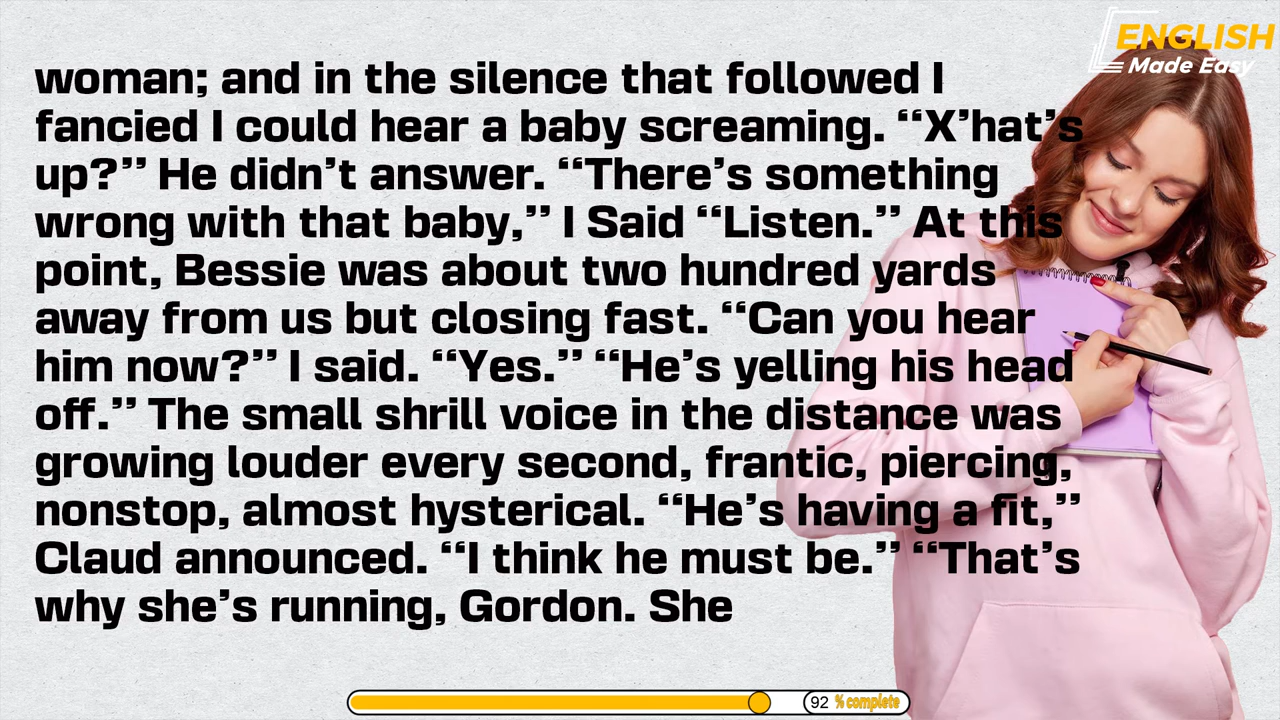 ENGLISH
Made Easy
woman; and in the silence that followed I
fancied I could hear a baby screaming. “X’hat’s
up?” He didn’t answer. “There’s something
wrong with that baby,” I Said “Listen.” At this
point, Bessie was about two hundred yards
away from us but closing fast. “Can you hear
him now?” I said. “Yes.” “He’s yelling his head
off.” The small shrill voice in the distance was
growing louder every second, frantic, piercing,
nonstop, almost hysterical. “He’s having a fit,”
Claud announced. “I think he must be.” “That’s
why she’s running, Gordon. She
92 % complete